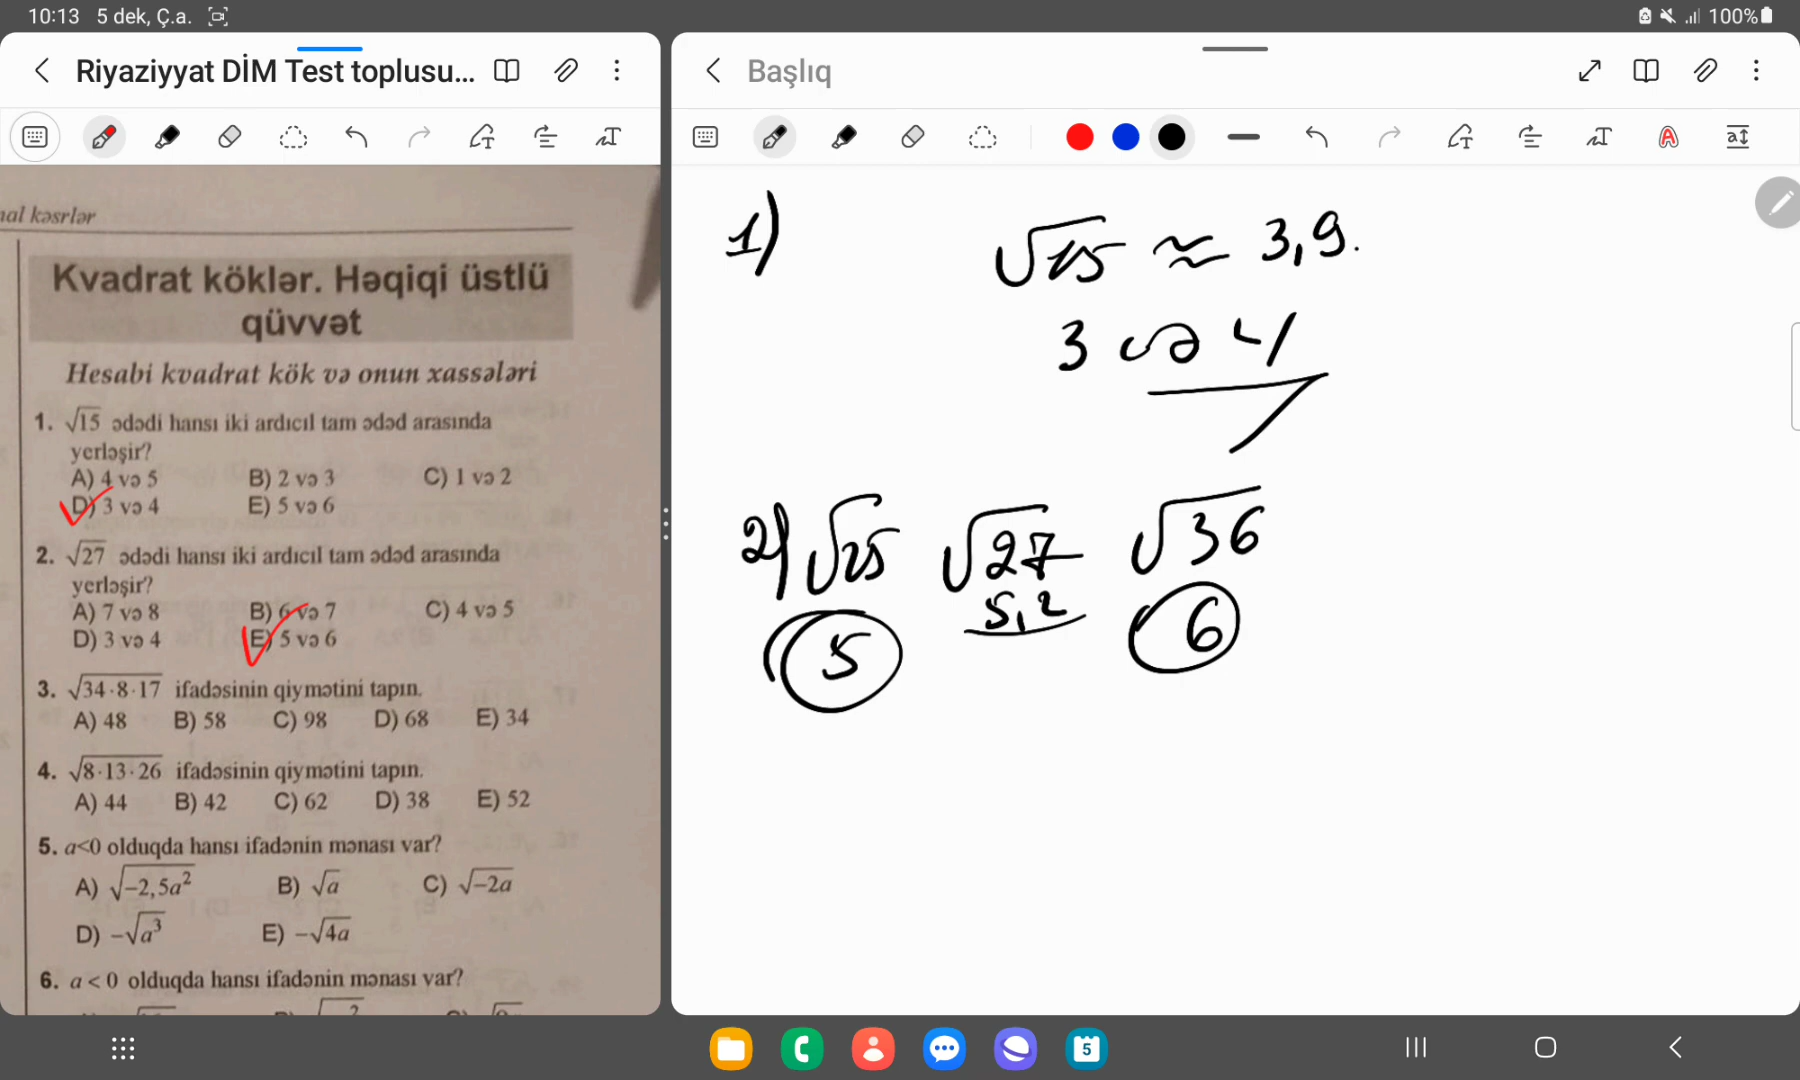 10:13 5 dek, Ç.a.
100%
Riyaziyyat DİM Test toplusu...
Başlıq
nal kəsrlər
Kvadrat köklər. Həqiqi üstlü
qüvvət
Hesabi kvadrat kök və onun xassələri
1. √15 ədədi hansı iki ardıcıl tam ədəd arasında
yerləşir?
A) 4 və 5 B) 2 və 3 C) 1 və 2
D) 3 və 4 E) 5 və 6
2. √27 ədədi hansı iki ardıcıl tam ədəd arasında
yerləşir?
A) 7 və 8 B) 6 və 7 C) 4 və 5
D) 3 və 4 E) 5 və 6
3. √34·8·17 ifadəsinin qiymətini tapın.
A) 48 B) 58 C) 98 D) 68 E) 34
4. √8·13·26 ifadəsinin qiymətini tapın.
A) 44 B) 42 C) 62 D) 38 E) 52
5. a<0 olduqda hansı ifadənin mənası var?
A) √-2,5a² B) √a C) √-2a
D) -√a³ E) -√4a
6. a < 0 olduqda hansı ifadənin mənası var?
1) √15 ≈ 3,9.
3 və 4
2) √25 √27 √36
5 5,2 6
5